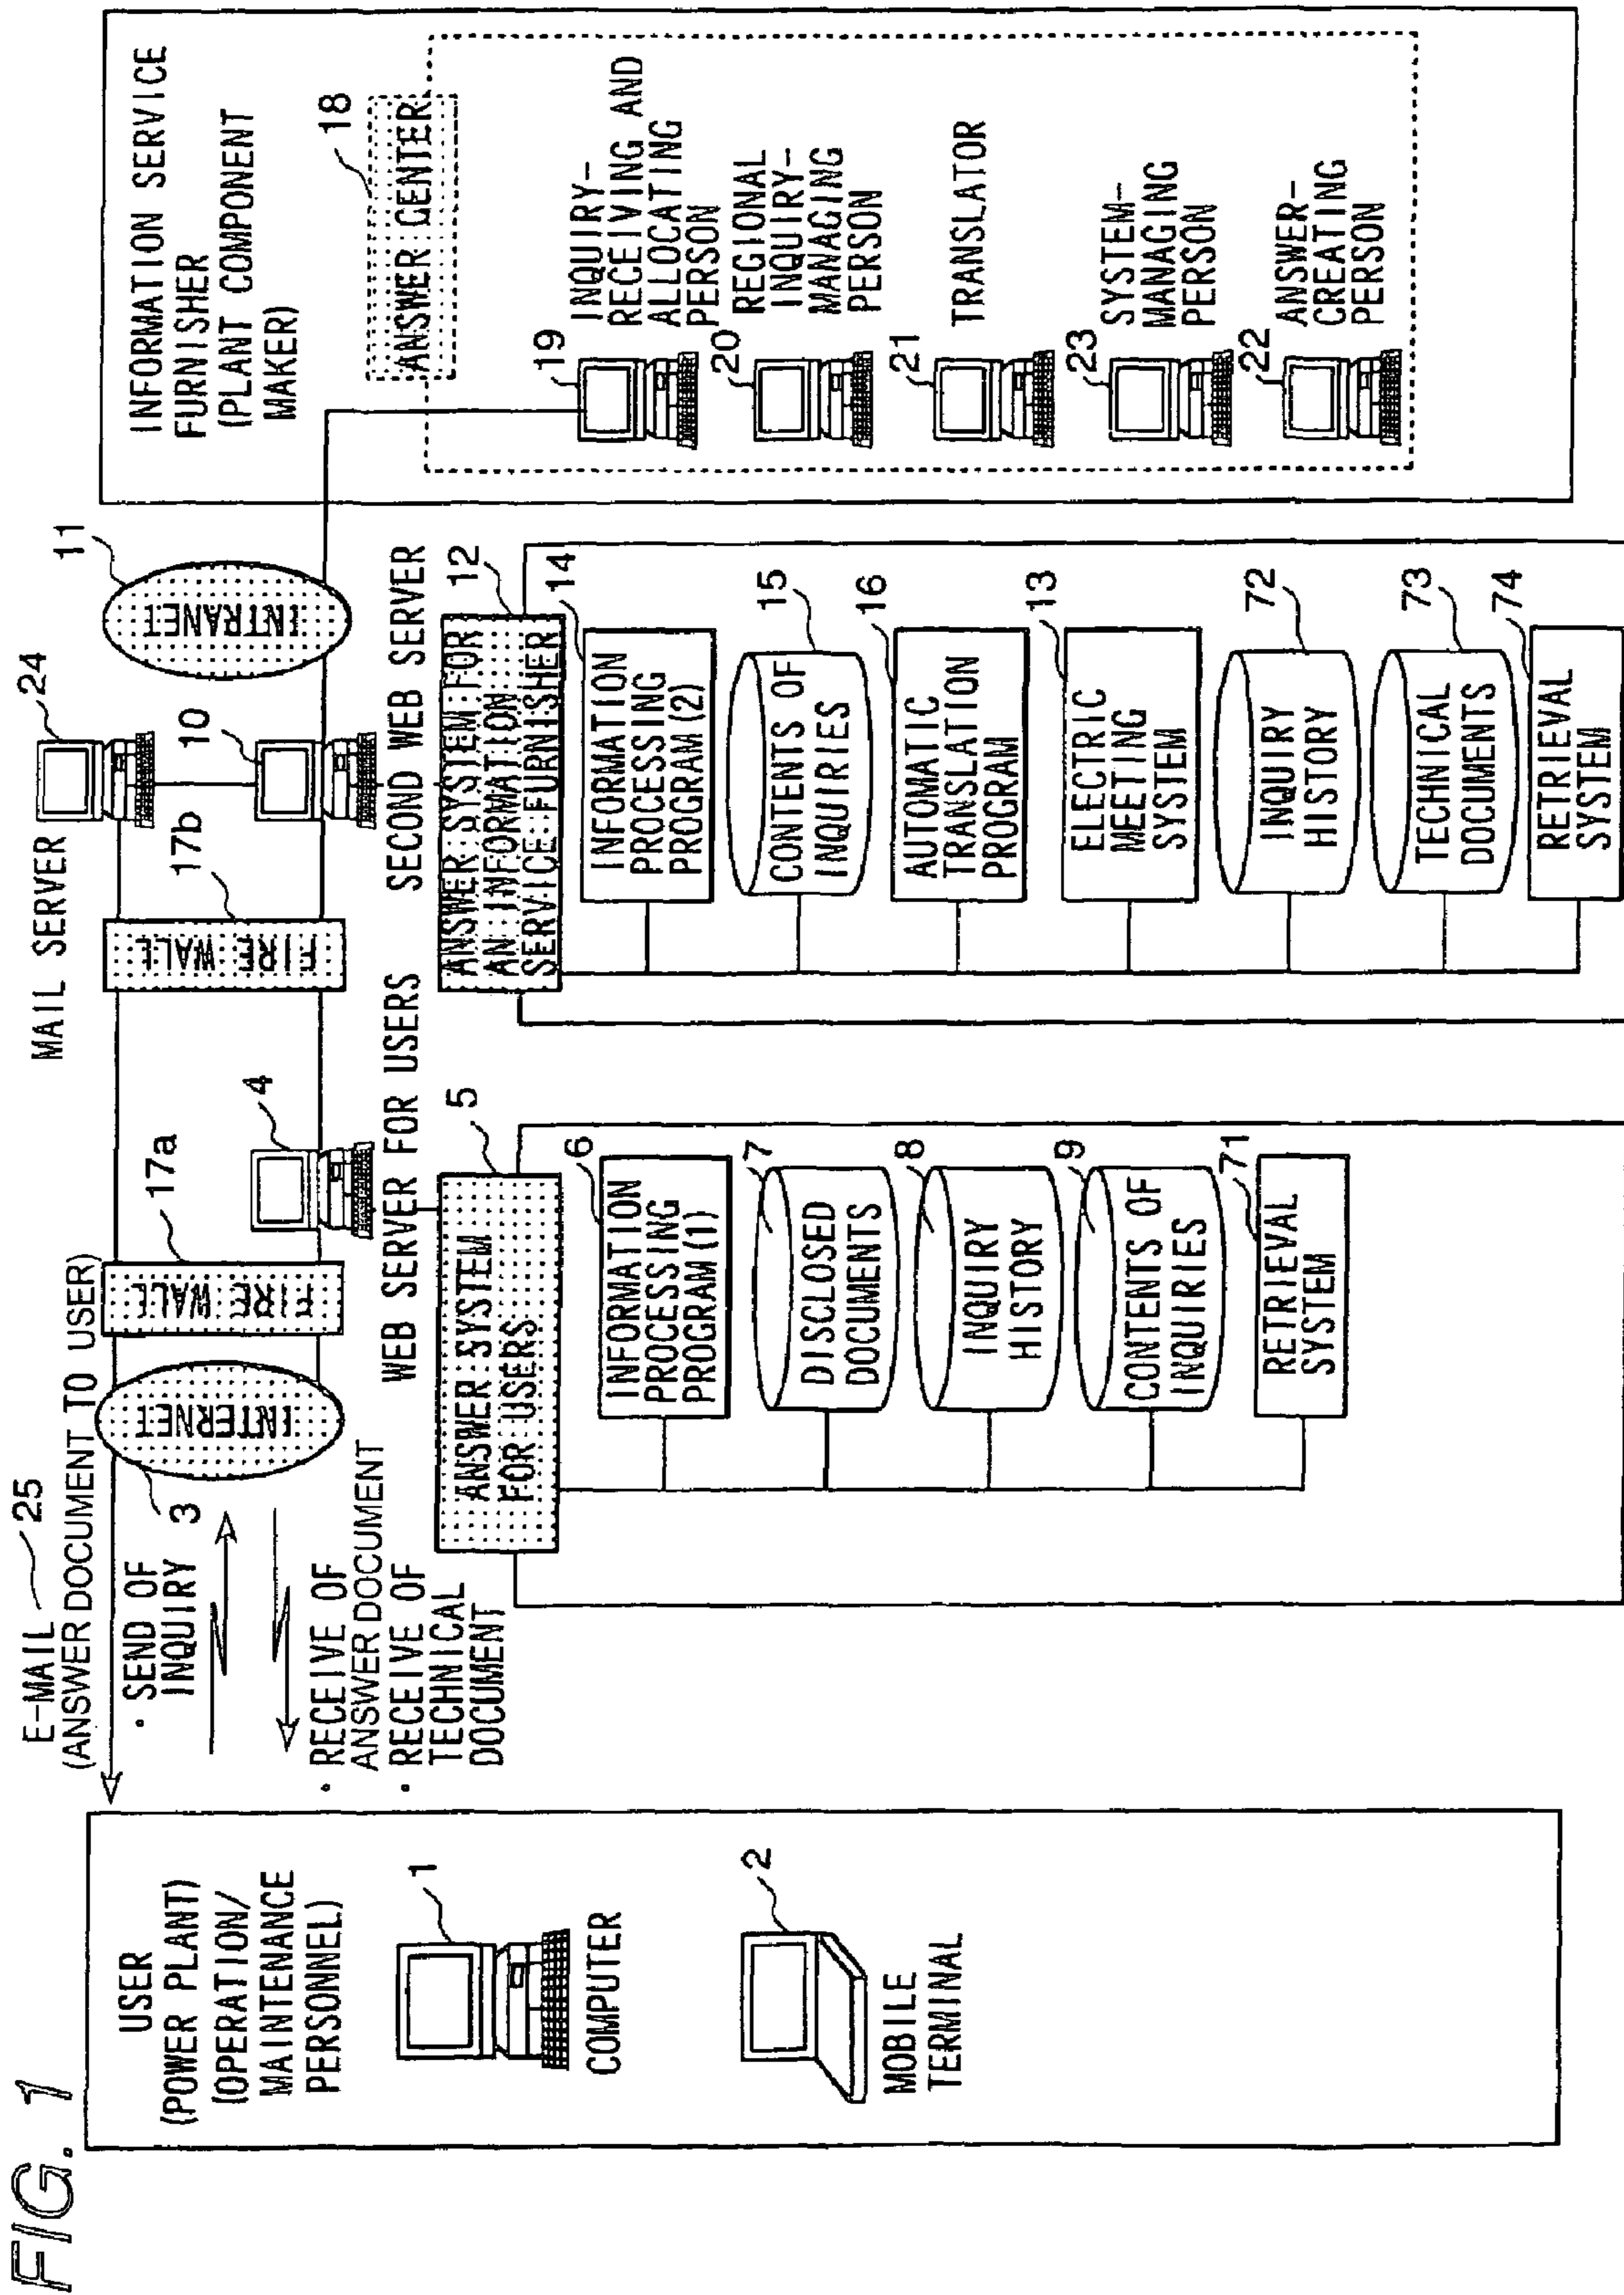 FIG. 1
USER
(POWER PLANT)
(OPERATION/
MAINTENANCE
PERSONNEL)
1
COMPUTER
2
MOBILE
TERMINAL
E-MAIL 25
(ANSWER DOCUMENT TO USER)
· SEND OF
INQUIRY
3
INTERNET
· RECEIVE OF
ANSWER DOCUMENT
· RECEIVE OF
TECHNICAL
DOCUMENT
FIRE WALL
17a
4
WEB SERVER FOR USERS
5
ANSWER SYSTEM
FOR USERS
6
INFORMATION
PROCESSING
PROGRAM (1)
7
DISCLOSED
DOCUMENTS
8
INQUIRY
HISTORY
9
CONTENTS OF
INQUIRIES
71
RETRIEVAL
SYSTEM
MAIL SERVER
24
17b
FIRE WALL
10
INTRANET
11
SECOND WEB SERVER
12
ANSWER SYSTEM FOR
AN INFORMATION
SERVICE FURNISHER
14
INFORMATION
PROCESSING
PROGRAM (2)
15
CONTENTS OF
INQUIRIES
16
AUTOMATIC
TRANSLATION
PROGRAM
13
ELECTRIC
MEETING
SYSTEM
72
INQUIRY
HISTORY
73
TECHNICAL
DOCUMENTS
74
RETRIEVAL
SYSTEM
INFORMATION SERVICE
FURNISHER
(PLANT COMPONENT
MAKER)
18
ANSWER CENTER
19
INQUIRY-
RECEIVING AND
ALLOCATING
PERSON
20
REGIONAL
INQUIRY-
MANAGING
PERSON
21
TRANSLATOR
23
SYSTEM-
MANAGING
PERSON
22
ANSWER-
CREATING
PERSON